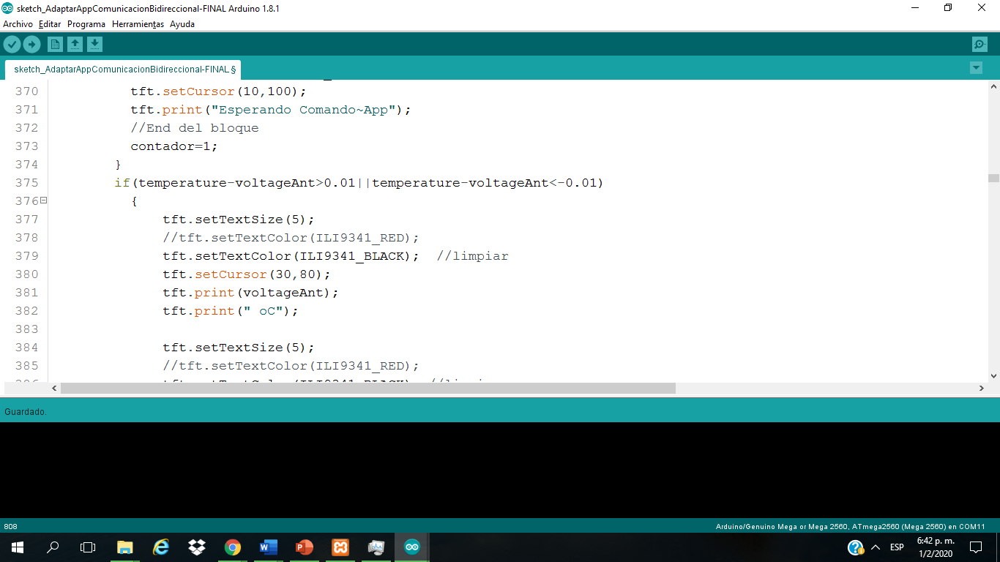 sketch_AdaptarAppComunicacionBidireccional-FINAL Arduino 1.8.1
Archivo Editar Programa Herramientas Ayuda
sketch_AdaptarAppComunicacionBidireccional-FINAL §
370 tft.setCursor(10,100);
371 tft.print("Esperando Comando~App");
372 //End del bloque
373 contador=1;
374 }
375 if(temperature-voltageAnt>0.01||temperature-voltageAnt<-0.01)
376 {
377 tft.setTextSize(5);
378 //tft.setTextColor(ILI9341_RED);
379 tft.setTextColor(ILI9341_BLACK); //limpiar
380 tft.setCursor(30,80);
381 tft.print(voltageAnt);
382 tft.print(" oC");
383
384 tft.setTextSize(5);
385 //tft.setTextColor(ILI9341_RED);
Guardado.
808 Arduino/Genuino Mega or Mega 2560, ATmega2560 (Mega 2560) en COM11
ESP 6:42 p. m.
1/2/2020